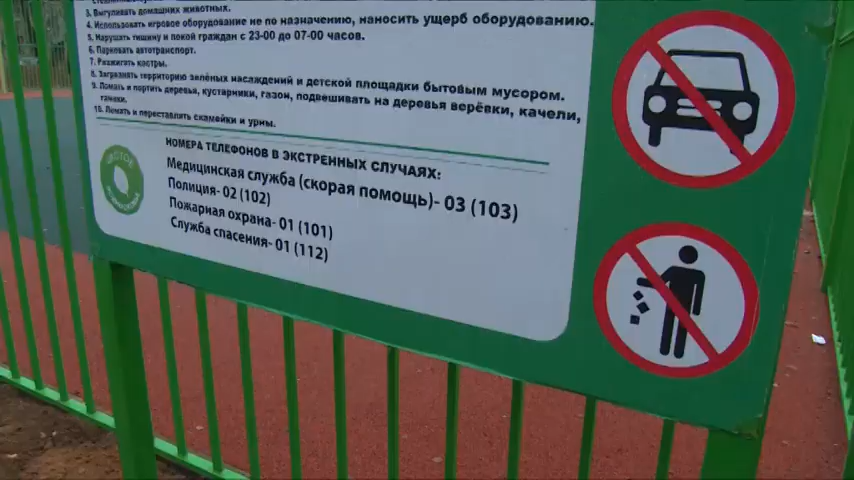 3. Выгуливать домашних животных.
4. Использовать игровое оборудование не по назначению, наносить ущерб оборудованию.
5. Нарушать тишину и покой граждан с 23-00 до 07-00 часов.
6. Парковать автотранспорт.
7. Разжигать костры.
8. Загрязнять территорию зелёных насаждений и детской площадки бытовым мусором.
9. Ломать и портить деревья, кустарники, газон, подвешивать на деревья верёвки, качели,
гамаки.
10. Ломать и переставлять скамейки и урны.
НОМЕРА ТЕЛЕФОНОВ В ЭКСТРЕННЫХ СЛУЧАЯХ:
Медицинская служба (скорая помощь)- 03 (103)
Полиция- 02 (102)
Пожарная охрана- 01 (101)
Служба спасения- 01 (112)